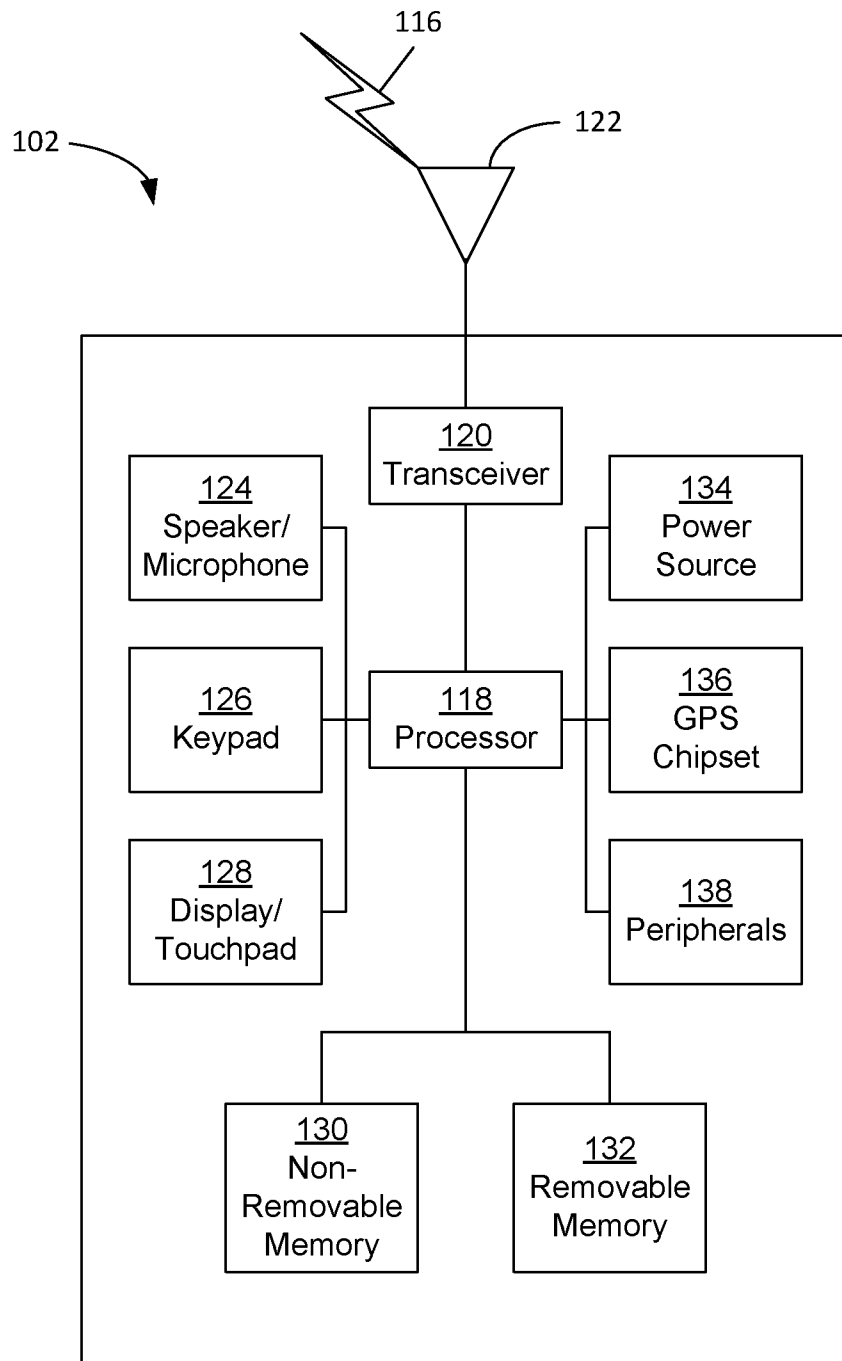 116
122
102
120
Transceiver
124
Speaker/
Microphone
134
Power
Source
126
Keypad
118
Processor
136
GPS
Chipset
128
Display/
Touchpad
138
Peripherals
130
Non-
Removable
Memory
132
Removable
Memory